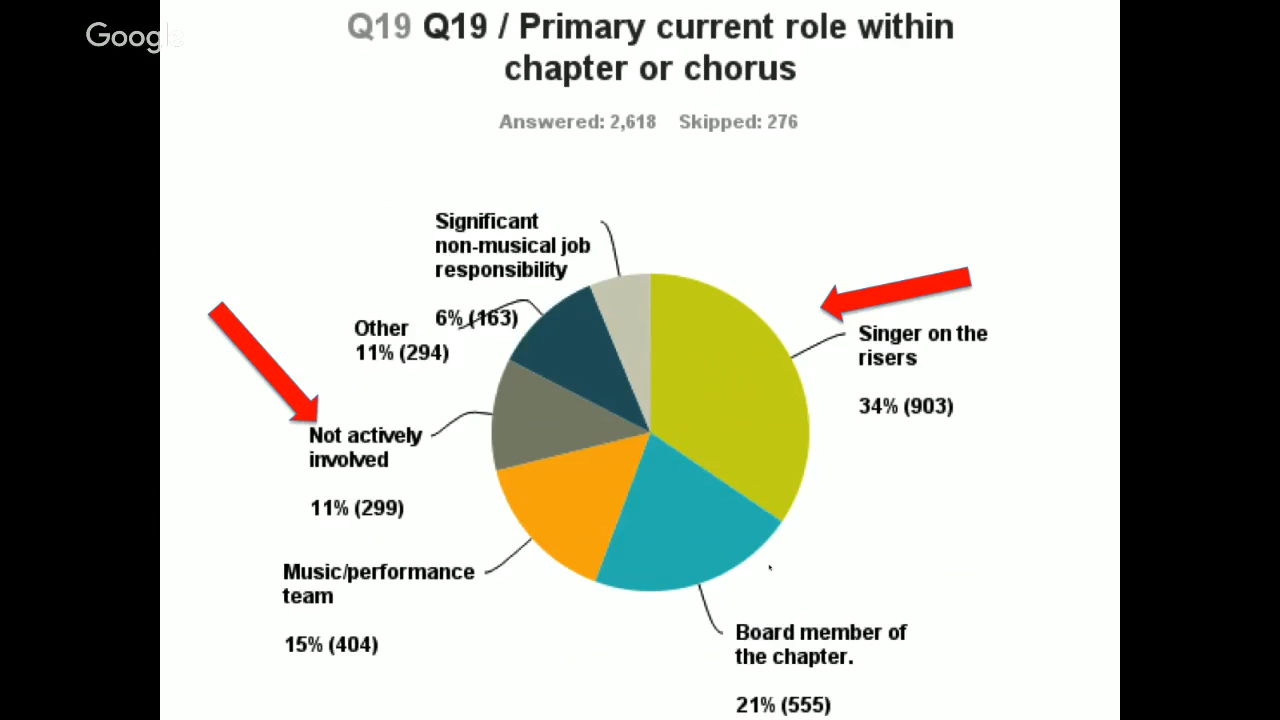 Google
Q19 Q19 / Primary current role within
chapter or chorus
Answered: 2,618 Skipped: 276
Significant
non-musical job
responsibility
6% (163)
Other
11% (294)
Singer on the
risers
34% (903)
Not actively
involved
11% (299)
Music/performance
team
15% (404)
Board member of
the chapter.
21% (555)